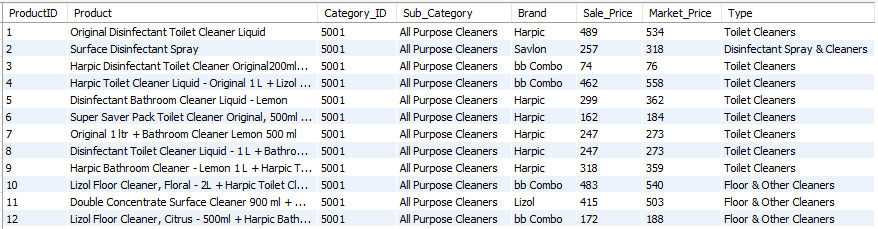 ProductID Product Category_ID Sub_Category Brand Sale_Price Market_Price Type
1 Original Disinfectant Toilet Cleaner Liquid 5001 All Purpose Cleaners Harpic 489 534 Toilet Cleaners
2 Surface Disinfectant Spray 5001 All Purpose Cleaners Savlon 257 318 Disinfectant Spray & Cleaners
3 Harpic Disinfectant Toilet Cleaner Original200ml... 5001 All Purpose Cleaners bb Combo 74 76 Toilet Cleaners
4 Harpic Toilet Cleaner Liquid - Original 1 L + Lizol ... 5001 All Purpose Cleaners bb Combo 462 558 Toilet Cleaners
5 Disinfectant Bathroom Cleaner Liquid - Lemon 5001 All Purpose Cleaners Harpic 299 362 Toilet Cleaners
6 Super Saver Pack Toilet Cleaner Original, 500ml ... 5001 All Purpose Cleaners Harpic 162 184 Toilet Cleaners
7 Original 1 ltr + Bathroom Cleaner Lemon 500 ml 5001 All Purpose Cleaners Harpic 247 273 Toilet Cleaners
8 Disinfectant Toilet Cleaner Liquid - 1 L + Bathro... 5001 All Purpose Cleaners Harpic 247 273 Toilet Cleaners
9 Harpic Bathroom Cleaner - Lemon 1 L + Harpic T... 5001 All Purpose Cleaners Harpic 318 359 Toilet Cleaners
10 Lizol Floor Cleaner, Floral - 2L + Harpic Toilet Cl... 5001 All Purpose Cleaners bb Combo 483 540 Floor & Other Cleaners
11 Double Concentrate Surface Cleaner 900 ml + ... 5001 All Purpose Cleaners Lizol 415 503 Floor & Other Cleaners
12 Lizol Floor Cleaner, Citrus - 500ml + Harpic Bath... 5001 All Purpose Cleaners bb Combo 172 188 Floor & Other Cleaners